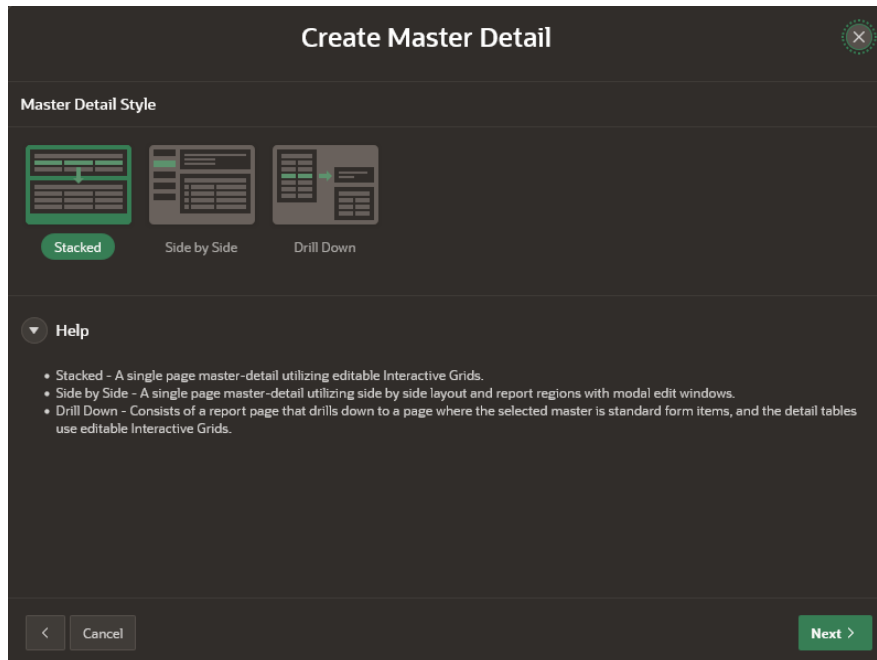 Create Master Detail
Master Detail Style
Stacked
Side by Side
Drill Down
Help
• Stacked - A single page master-detail utilizing editable Interactive Grids.
• Side by Side - A single page master-detail utilizing side by side layout and report regions with modal edit windows.
• Drill Down - Consists of a report page that drills down to a page where the selected master is standard form items, and the detail tables
use editable Interactive Grids.
Cancel
Next